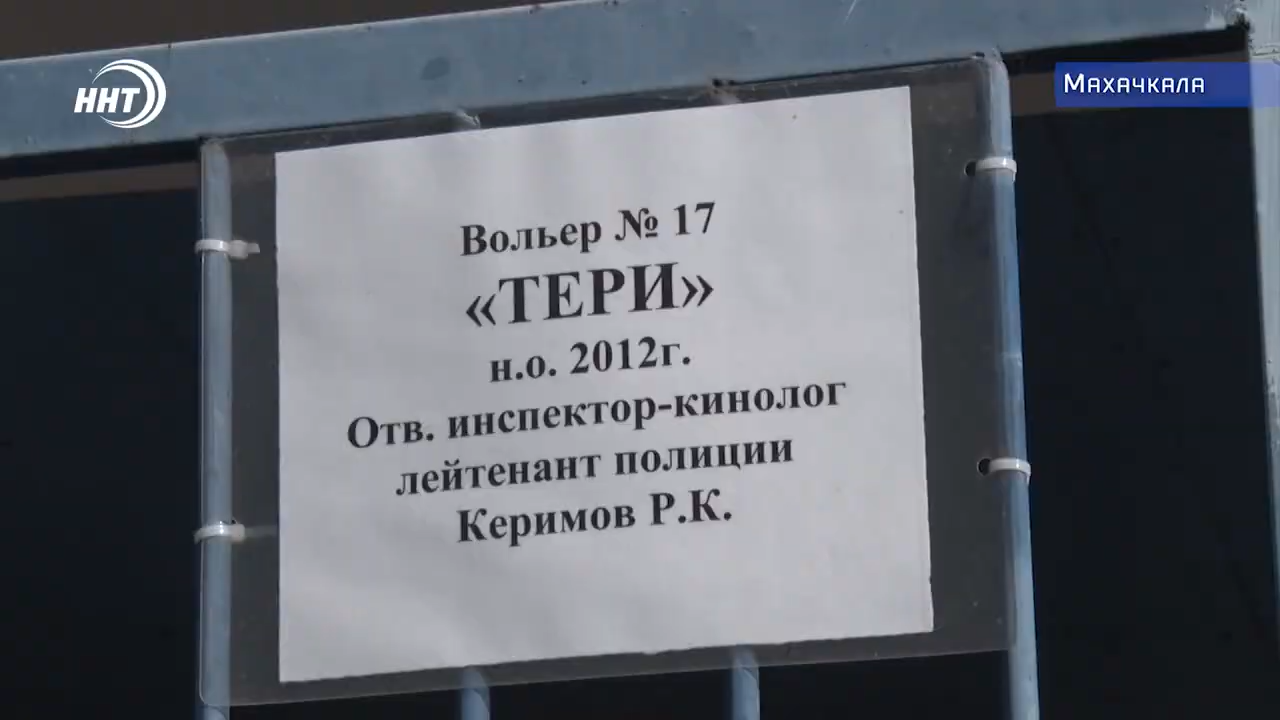 ННТ
Махачкала
Вольер № 17
«ТЕРИ»
н.о. 2012г.
Отв. инспектор-кинолог
лейтенант полиции
Керимов Р.К.